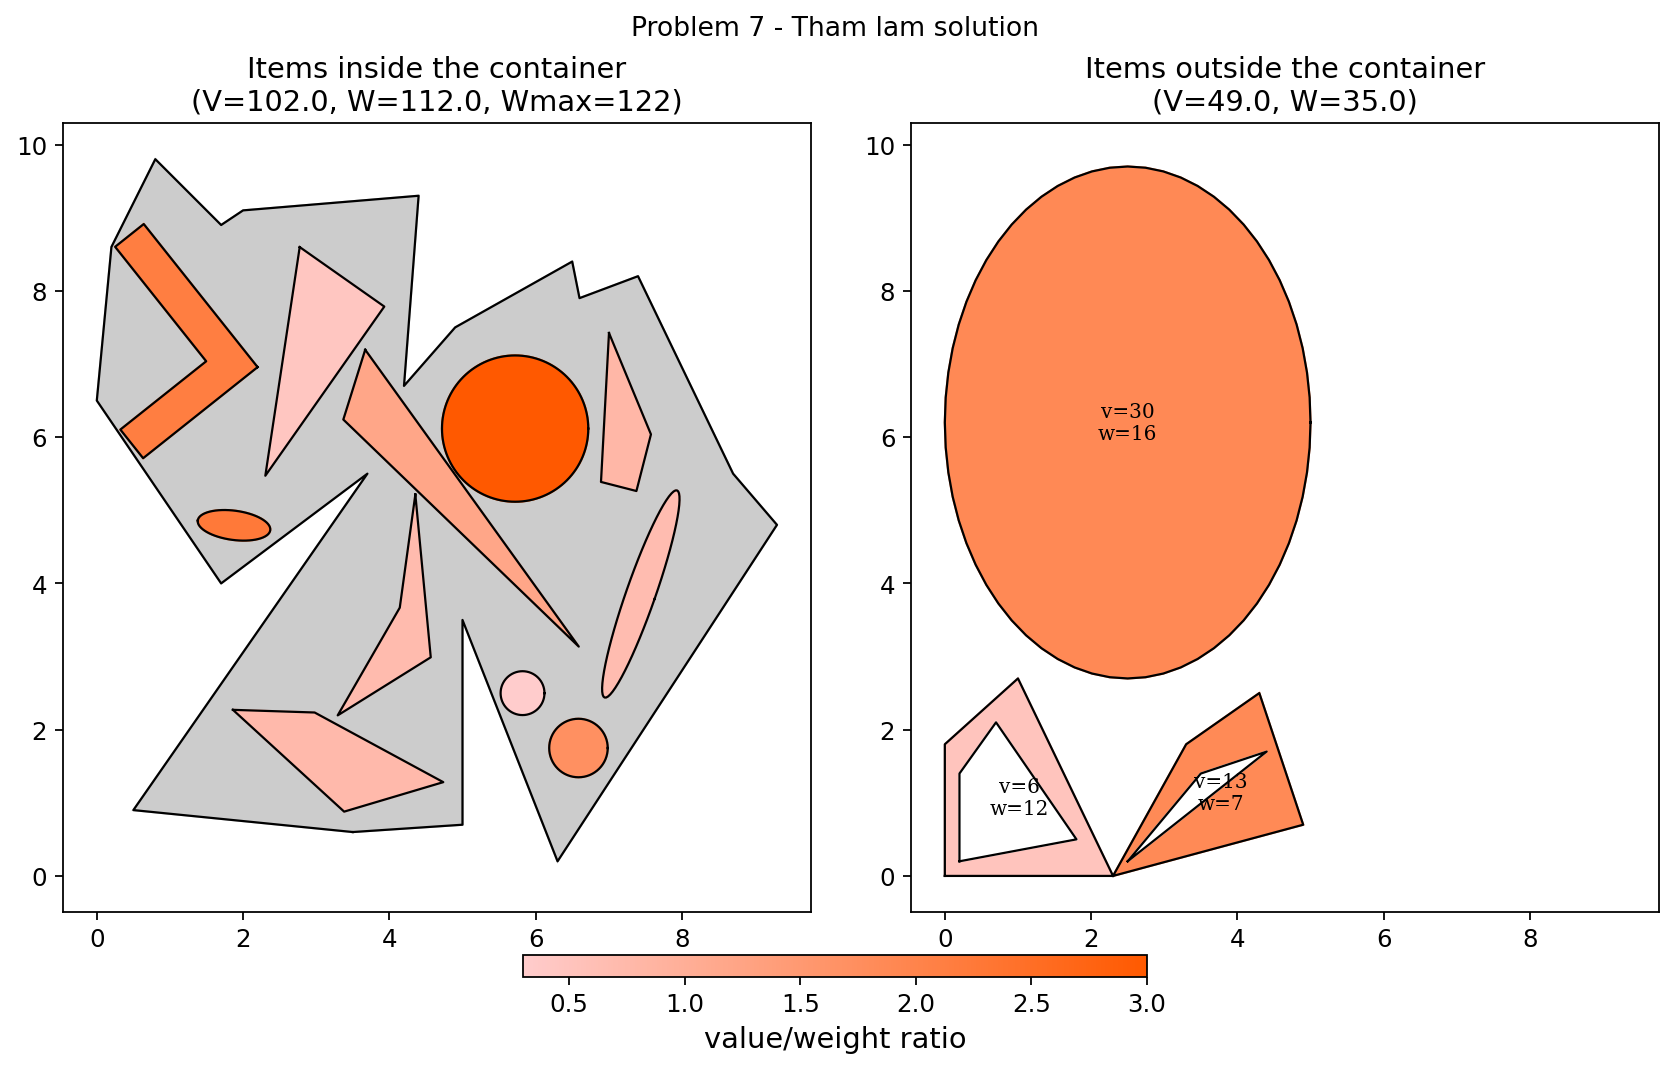 Problem 7 - Tham lam solution
Items inside the container
(V=102.0, W=112.0, Wmax=122)
10
8
6
4
2
0
0 2 4 6 8
Items outside the container
(V=49.0, W=35.0)
10
8
6
4
2
0
v=30
w=16
v=6
w=12
v=13
w=7
0 2 4 6 8
0.5 1.0 1.5 2.0 2.5 3.0
value/weight ratio